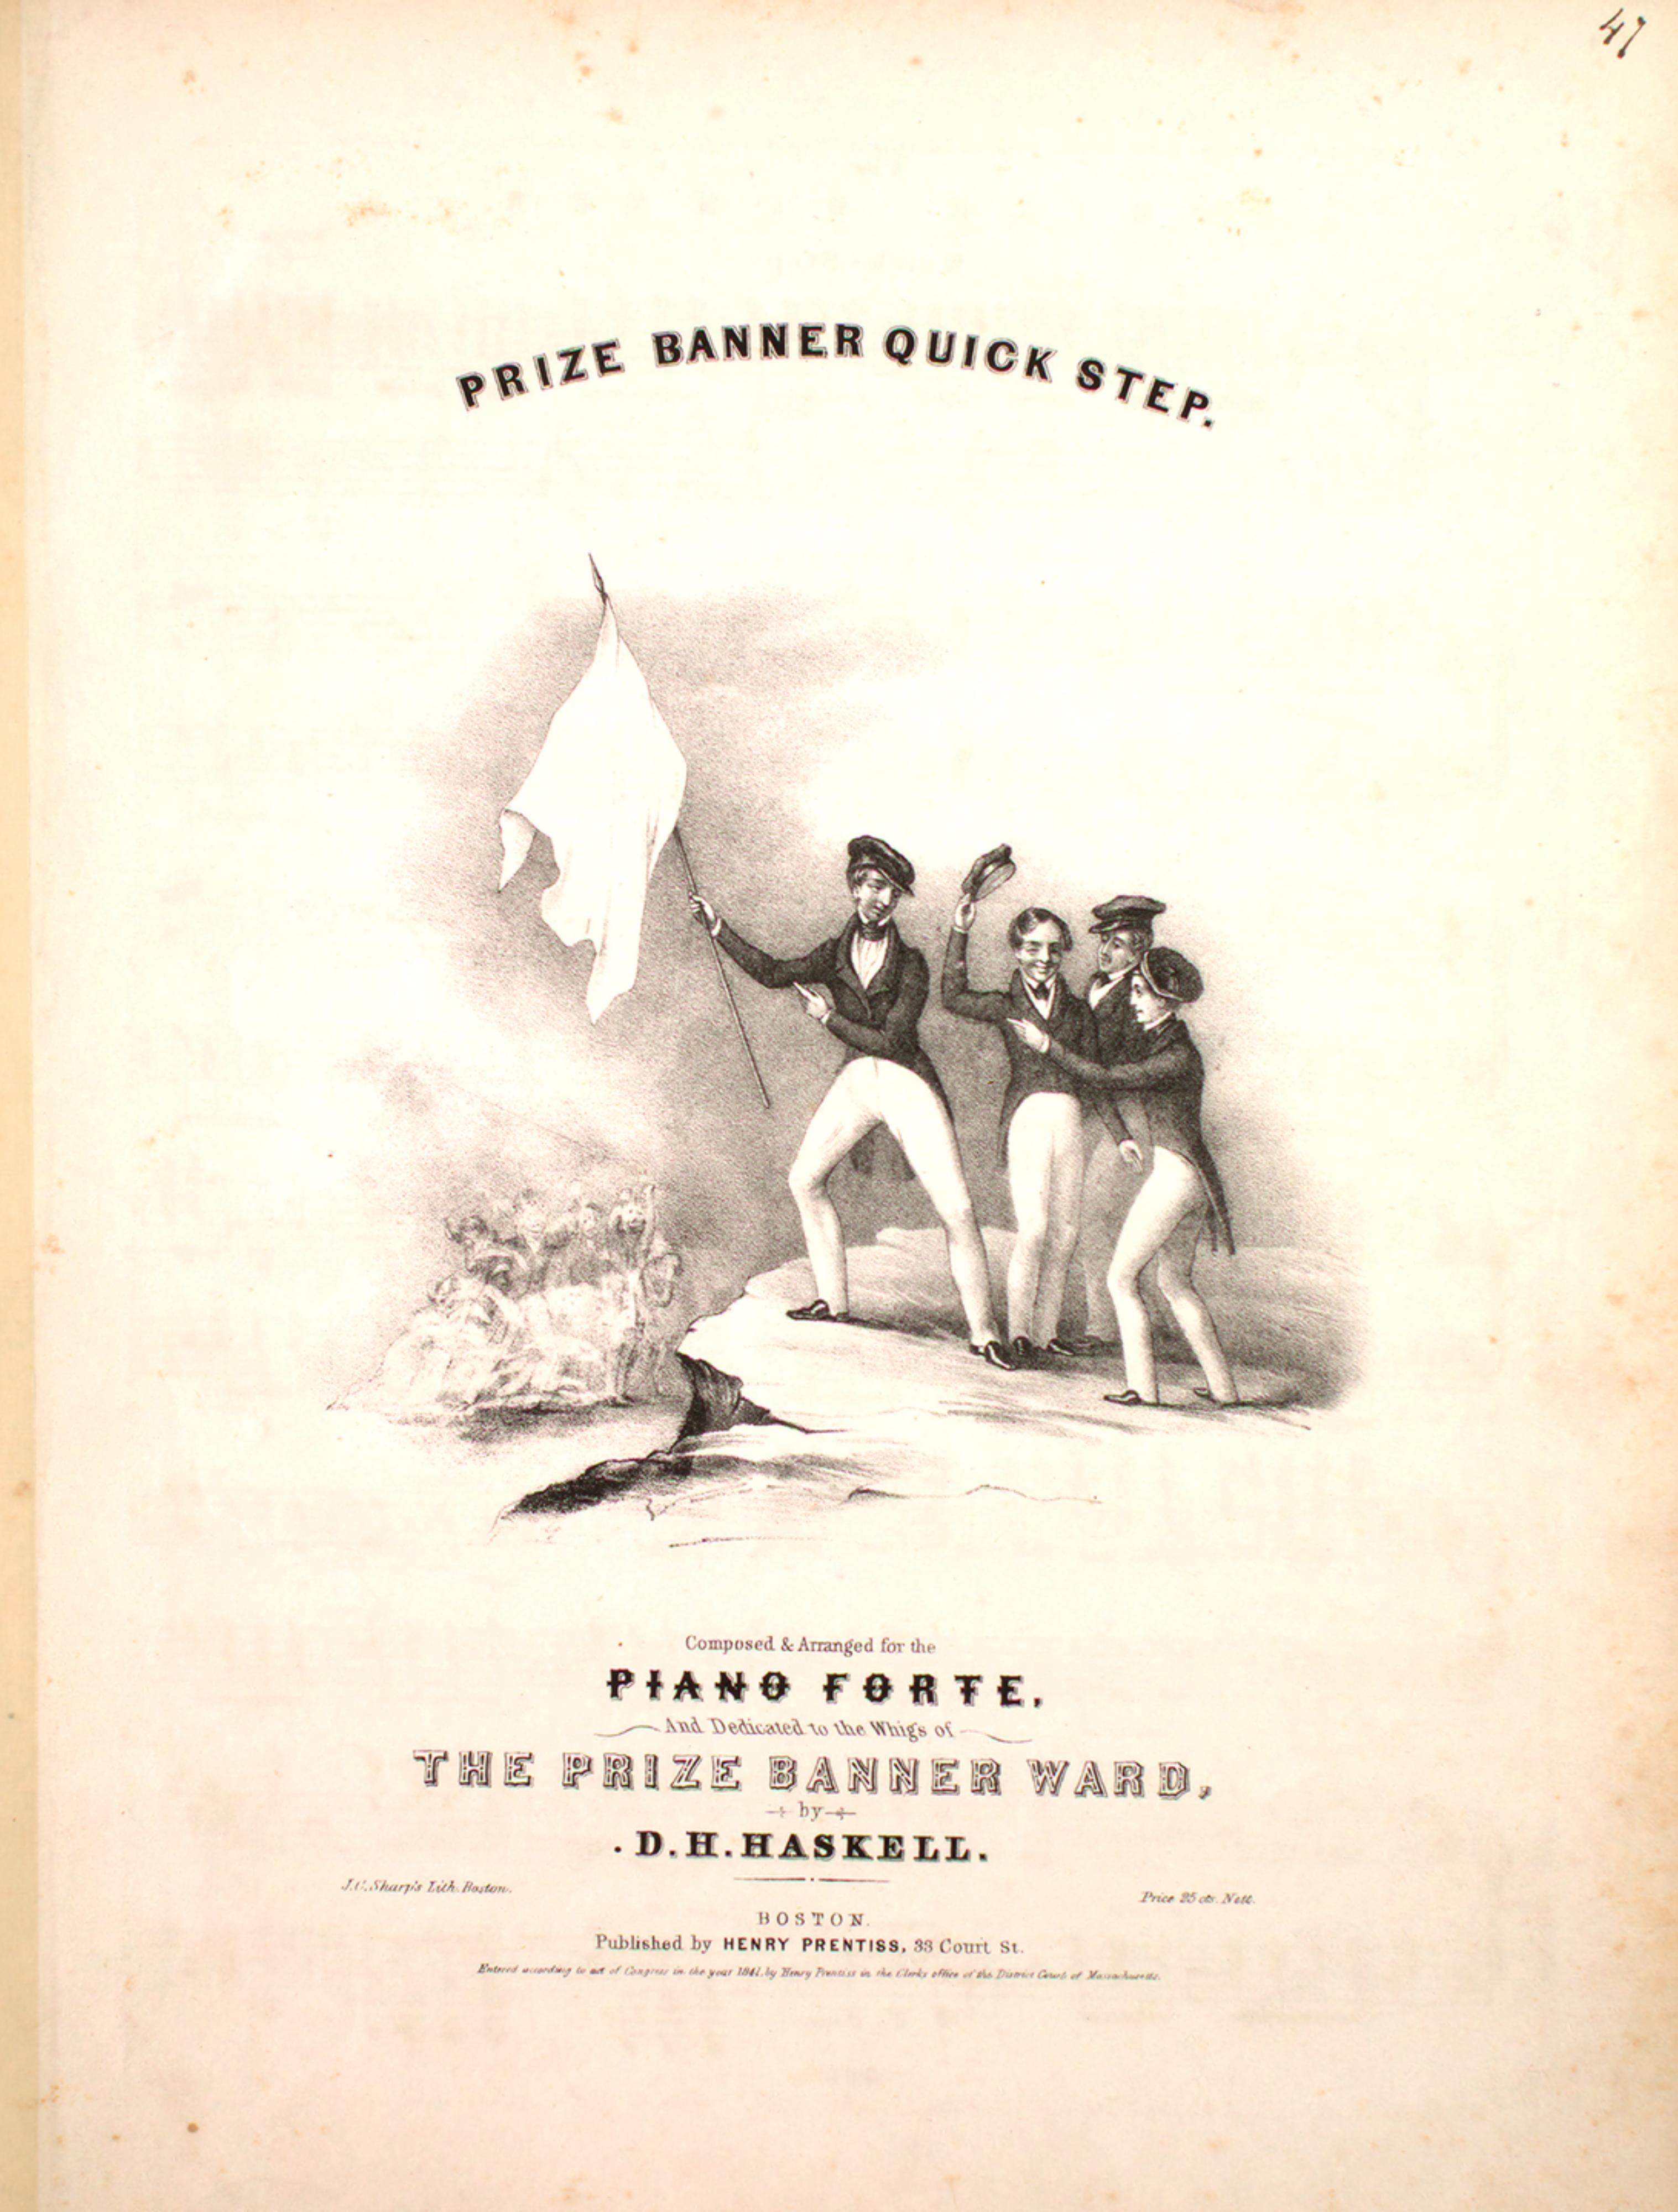 47
PRIZE BANNER QUICK STEP.
Composed & Arranged for the
PIANO FORTE,
And Dedicated to the Whigs of
THE PRIZE BANNER WARD,
by
D. H. HASKELL.
J.C. Sharp's Lith. Boston.
Price 25 cts. Nett.
BOSTON.
Published by HENRY PRENTISS, 33 Court St.
Entered according to act of Congress in the year 1841, by Henry Prentiss in the Clerks office of the District Court of Massachusetts.